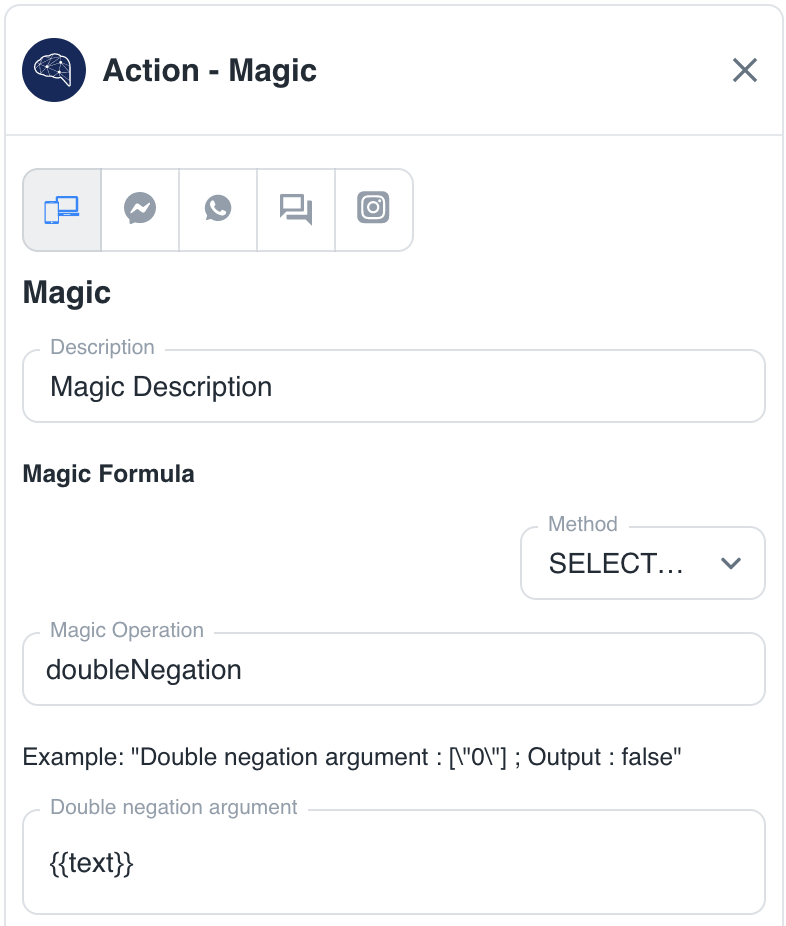 Action - Magic
Magic
Description
Magic Description
Magic Formula
Method
SELECT...
Magic Operation
doubleNegation
Example: "Double negation argument : [\"0\"] ; Output : false"
Double negation argument
{{text}}